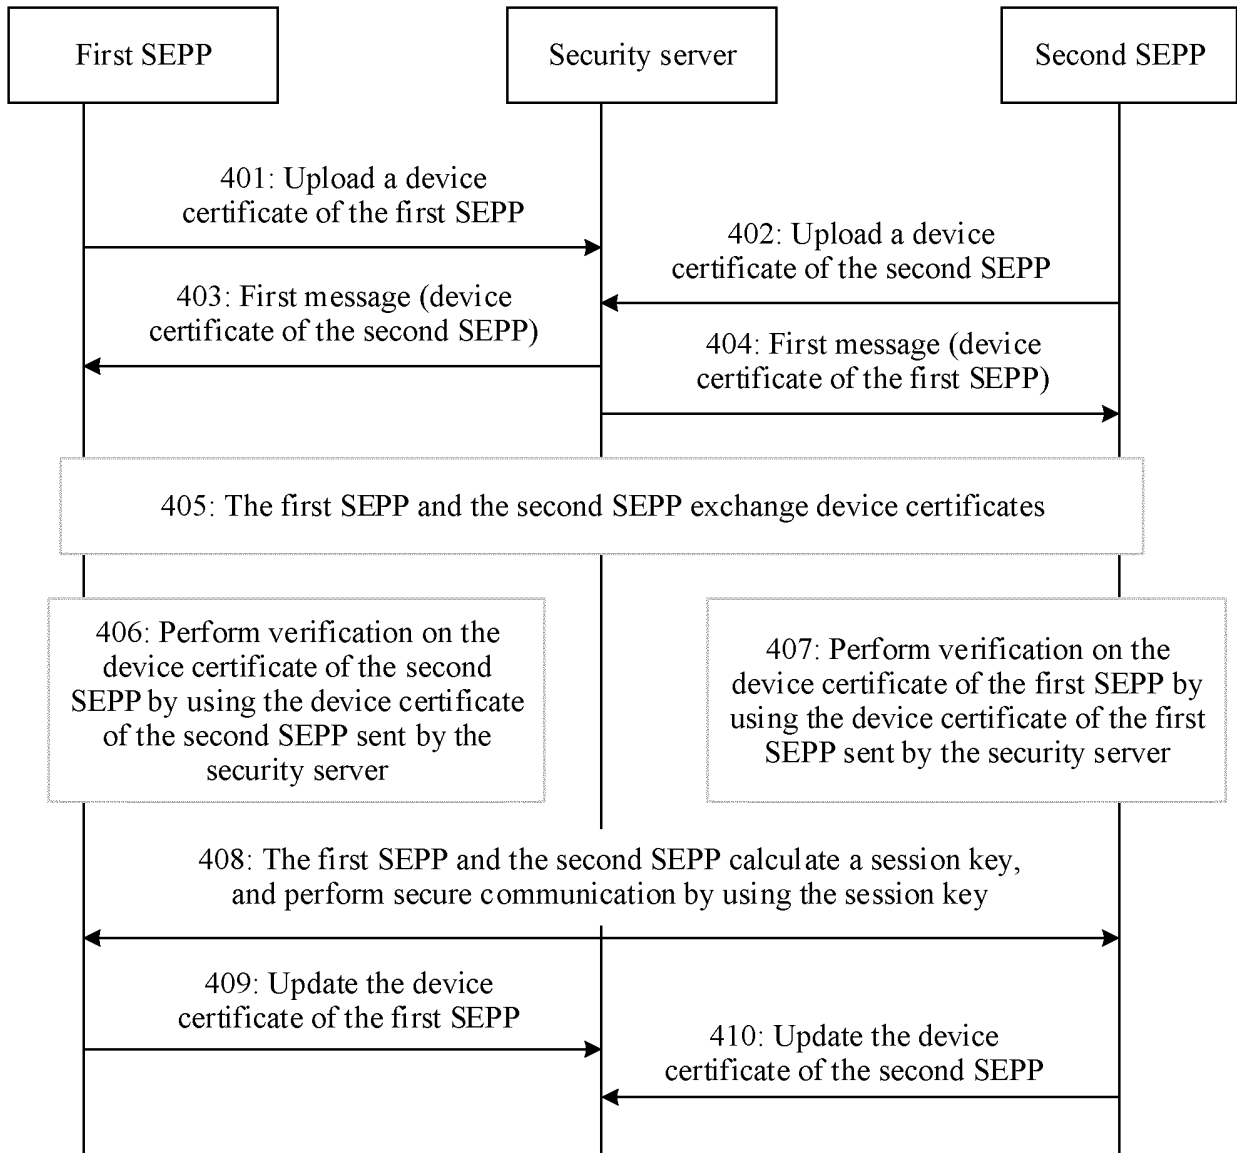 First SEPP
Security server
Second SEPP
401: Upload a device
certificate of the first SEPP
402: Upload a device
certificate of the second SEPP
403: First message (device
certificate of the second SEPP)
404: First message (device
certificate of the first SEPP)
405: The first SEPP and the second SEPP exchange device certificates
406: Perform verification on the
device certificate of the second
SEPP by using the device certificate
of the second SEPP sent by the
security server
407: Perform verification on the
device certificate of the first SEPP by
using the device certificate of the first
SEPP sent by the security server
408: The first SEPP and the second SEPP calculate a session key,
and perform secure communication by using the session key
409: Update the device
certificate of the first SEPP
410: Update the device
certificate of the second SEPP